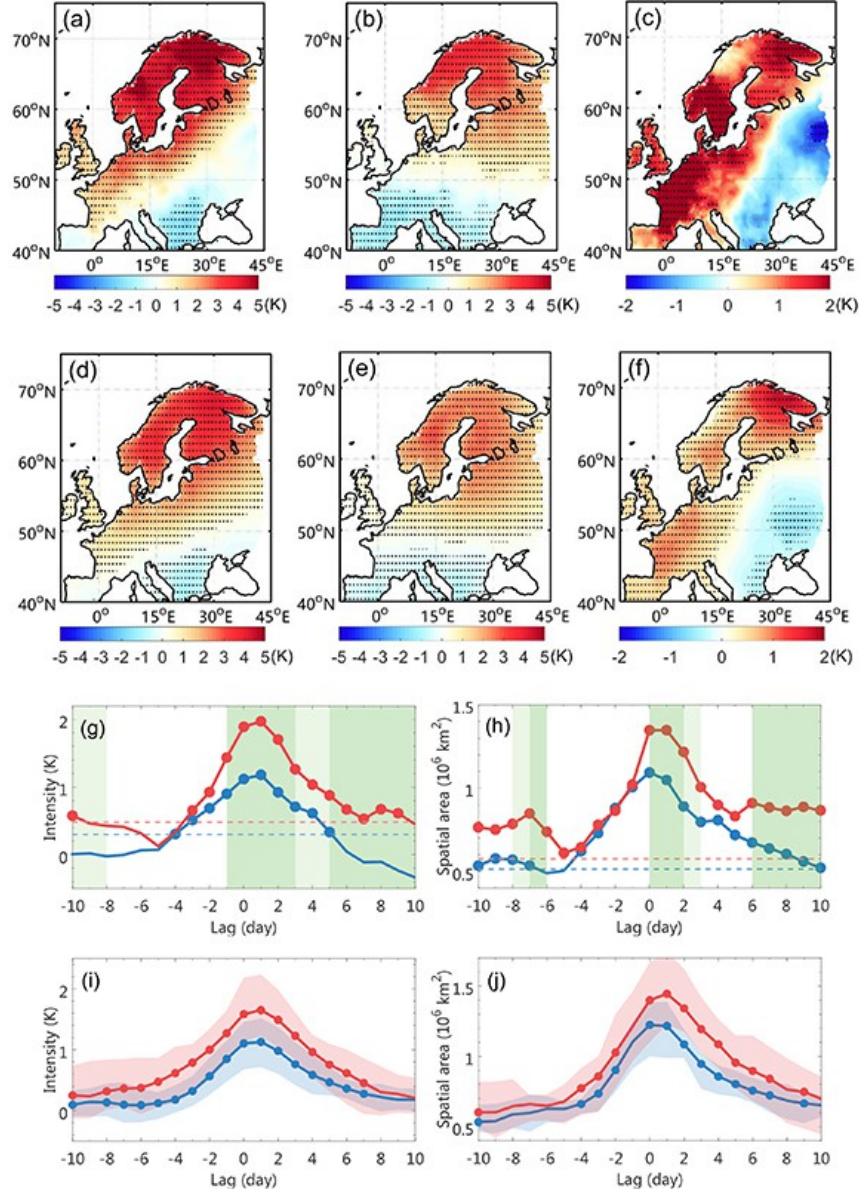 (a) (b) (c)
70°N 70°N 70°N
60°N 60°N 60°N
50°N 50°N 50°N
40°N 40°N 40°N
0° 15°E 30°E 45°E 0° 15°E 30°E 45°E 0° 15°E 30°E 45°E
-5 -4 -3 -2 -1 0 1 2 3 4 5(K) -5 -4 -3 -2 -1 0 1 2 3 4 5(K) -2 -1 0 1 2(K)
(d) (e) (f)
70°N 70°N 70°N
60°N 60°N 60°N
50°N 50°N 50°N
40°N 40°N 40°N
0° 15°E 30°E 45°E 0° 15°E 30°E 45°E 0° 15°E 30°E 45°E
-5 -4 -3 -2 -1 0 1 2 3 4 5(K) -5 -4 -3 -2 -1 0 1 2 3 4 5(K) -2 -1 0 1 2(K)
(g)
Intensity (K)
2
1
0
-10 -8 -6 -4 -2 0 2 4 6 8 10
Lag (day)
(h)
Spatial area (10⁶ km²)
1.5
1
0.5
-10 -8 -6 -4 -2 0 2 4 6 8 10
Lag (day)
(i)
Intensity (K)
2
1
0
-10 -8 -6 -4 -2 0 2 4 6 8 10
Lag (day)
(j)
Spatial area (10⁶ km²)
1.5
1
0.5
-10 -8 -6 -4 -2 0 2 4 6 8 10
Lag (day)